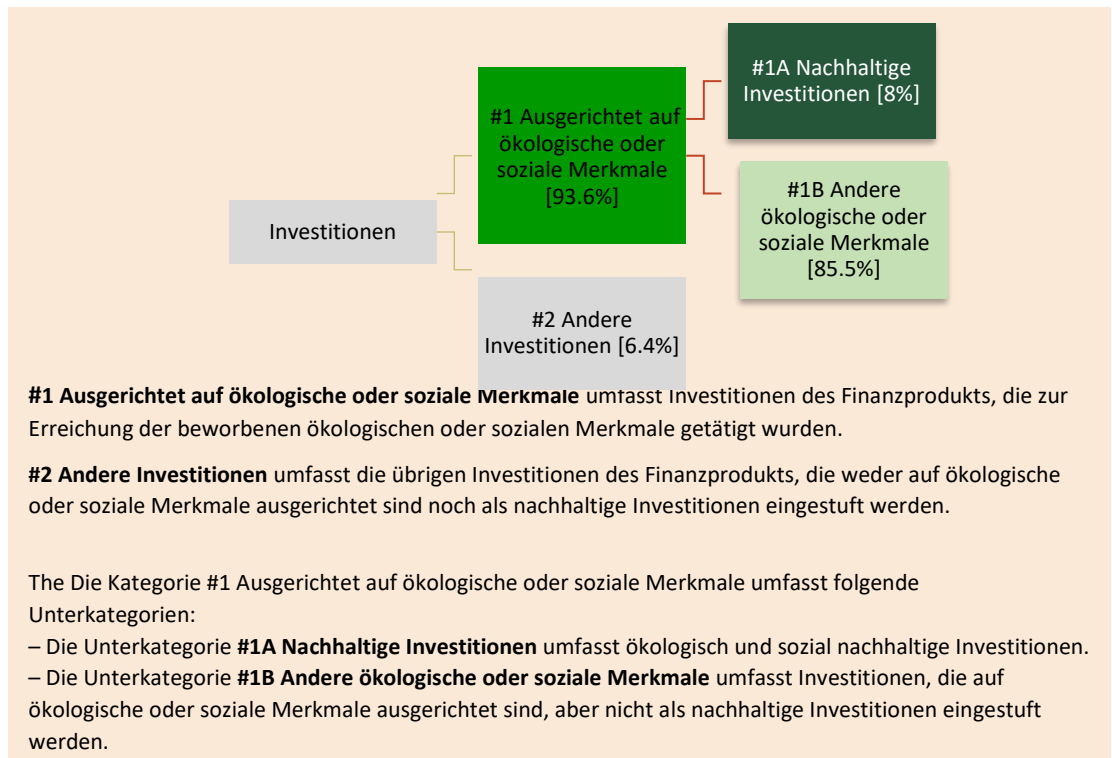 #1A Nachhaltige
Investitionen [8%]
#1 Ausgerichtet auf
ökologische oder
soziale Merkmale
[93.6%]
#1B Andere
ökologische oder
soziale Merkmale
[85.5%]
Investitionen
#2 Andere
Investitionen [6.4%]
#1 Ausgerichtet auf ökologische oder soziale Merkmale umfasst Investitionen des Finanzprodukts, die zur
Erreichung der beworbenen ökologischen oder sozialen Merkmale getätigt wurden.
#2 Andere Investitionen umfasst die übrigen Investitionen des Finanzprodukts, die weder auf ökologische
oder soziale Merkmale ausgerichtet sind noch als nachhaltige Investitionen eingestuft werden.
The Die Kategorie #1 Ausgerichtet auf ökologische oder soziale Merkmale umfasst folgende
Unterkategorien:
– Die Unterkategorie #1A Nachhaltige Investitionen umfasst ökologisch und sozial nachhaltige Investitionen.
– Die Unterkategorie #1B Andere ökologische oder soziale Merkmale umfasst Investitionen, die auf
ökologische oder soziale Merkmale ausgerichtet sind, aber nicht als nachhaltige Investitionen eingestuft
werden.